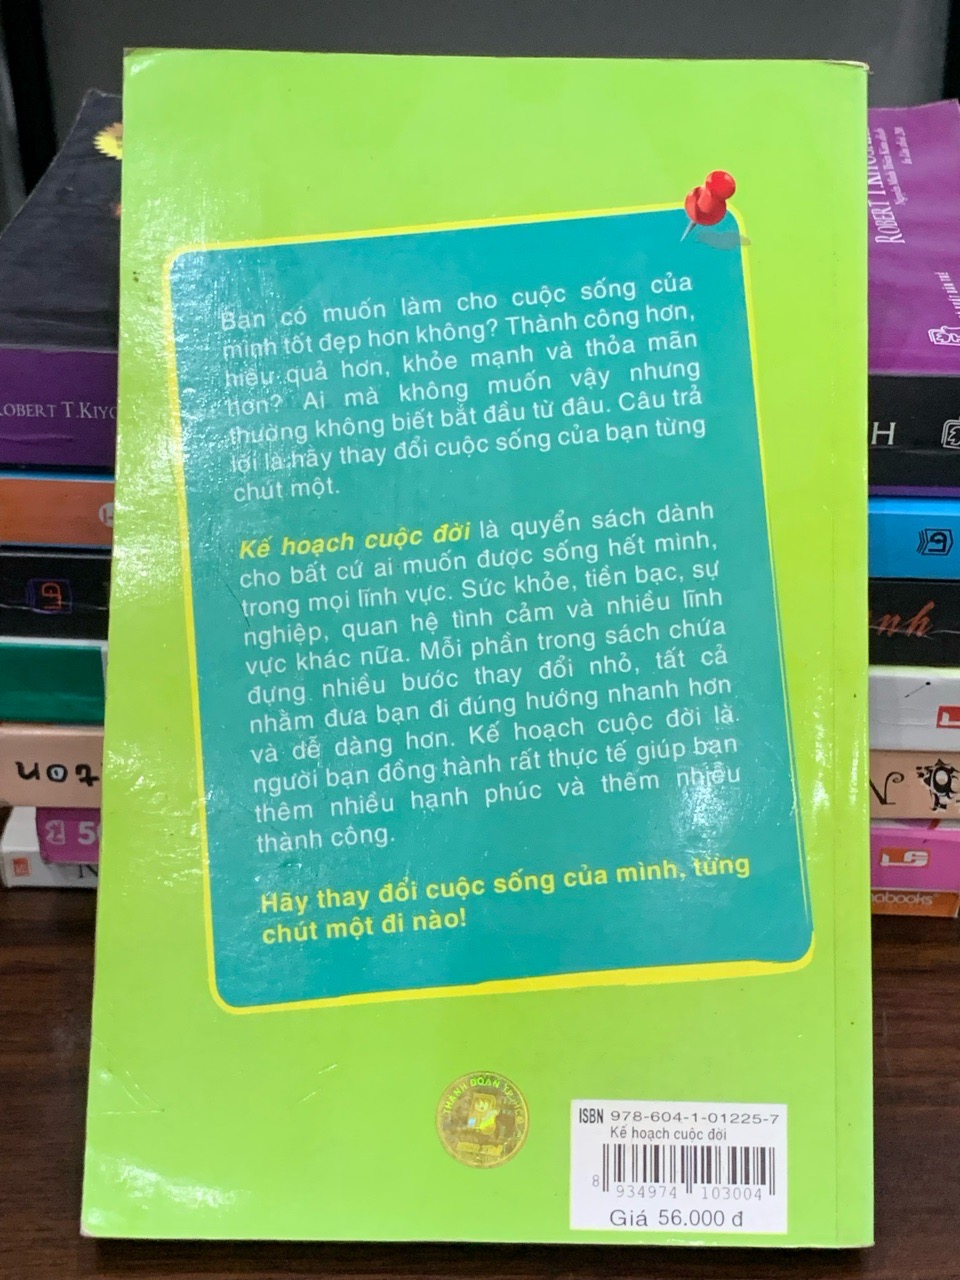 Bạn có muốn làm cho cuộc sống của
mình tốt đẹp hơn không? Thành công hơn,
hiệu quả hơn, khỏe mạnh và thỏa mãn
hơn? Ai mà không muốn vậy nhưng
thường không biết bắt đầu từ đâu. Câu trả
lời là hãy thay đổi cuộc sống của bạn từng
chút một.
Kế hoạch cuộc đời là quyển sách dành
cho bất cứ ai muốn được sống hết mình,
trong mọi lĩnh vực. Sức khỏe, tiền bạc, sự
nghiệp, quan hệ tình cảm và nhiều lĩnh
vực khác nữa. Mỗi phần trong sách chứa
đựng nhiều bước thay đổi nhỏ, tất cả
nhằm đưa bạn đi đúng hướng nhanh hơn
và dễ dàng hơn. Kế hoạch cuộc đời là
người bạn đồng hành rất thực tế giúp bạn
thêm nhiều hạnh phúc và thêm nhiều
thành công.
Hãy thay đổi cuộc sống của mình, từng
chút một đi nào!
ISBN 978-604-1-01225-7
Kế hoạch cuộc đời
8 934974 103004
Giá 56.000 đ
ROBERT T.KIYO
ROBERT T.KIYOS
H
nh
ton
N
50
N
LS
abooks